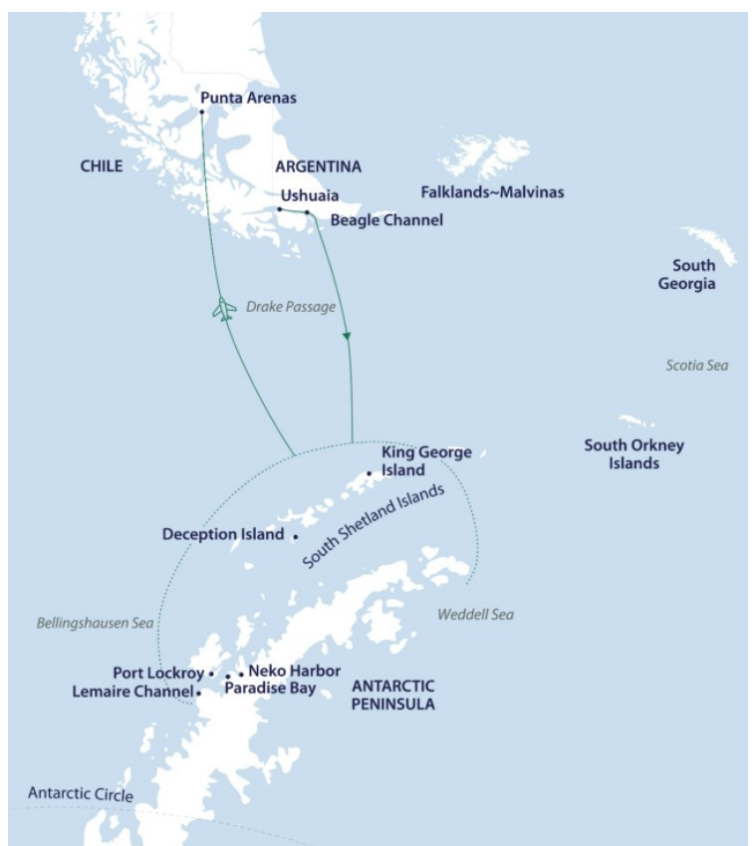 Punta Arenas
CHILE
ARGENTINA
Ushuaia
Falklands~Malvinas
Beagle Channel
South
Georgia
Drake Passage
Scotia Sea
King George
Island
South Orkney
Islands
South Shetland Islands
Deception Island
Bellingshausen Sea
Weddell Sea
Port Lockroy
Neko Harbor
Lemaire Channel
Paradise Bay
ANTARCTIC
PENINSULA
Antarctic Circle